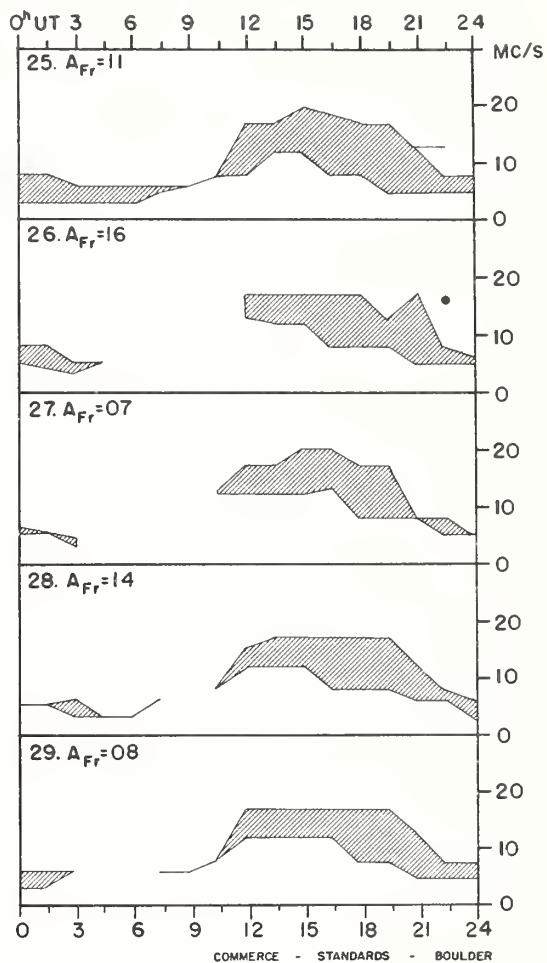 0ʰ UT 3 6 9 12 15 18 21 24
MC/S
25. A_Fr=11
20
10
0
26. A_Fr=16
20
10
0
27. A_Fr=07
20
10
0
28. A_Fr=14
20
10
0
29. A_Fr=08
20
10
0
0 3 6 9 12 15 18 21 24
COMMERCE - STANDARDS - BOULDER